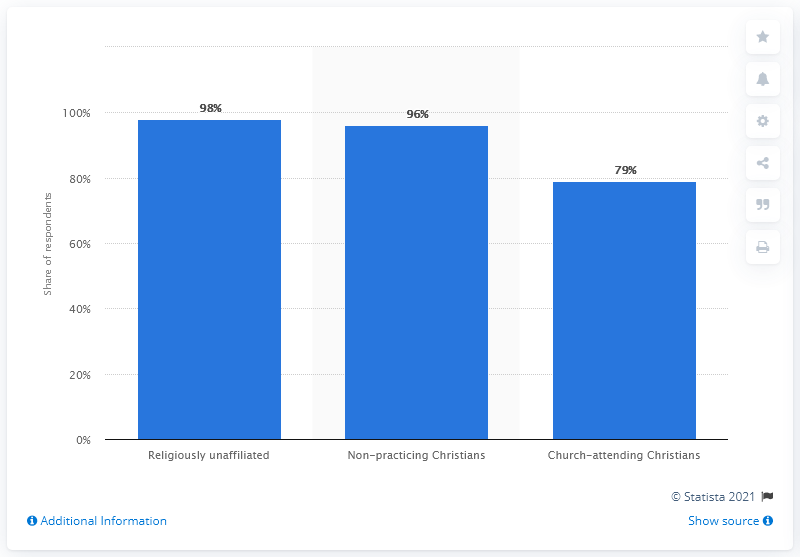 98%
96%
79%
100%
80%
60%
40%
20%
0%
Share of respondents
Religiously unaffiliated
Non-practicing Christians
Church-attending Christians
© Statista 2021
Additional Information
Show source